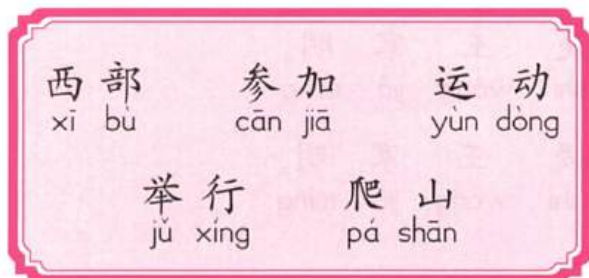 西部 参加 运动
xī bù cān jiā yùn dòng
举行 爬山
jǔ xíng pá shān